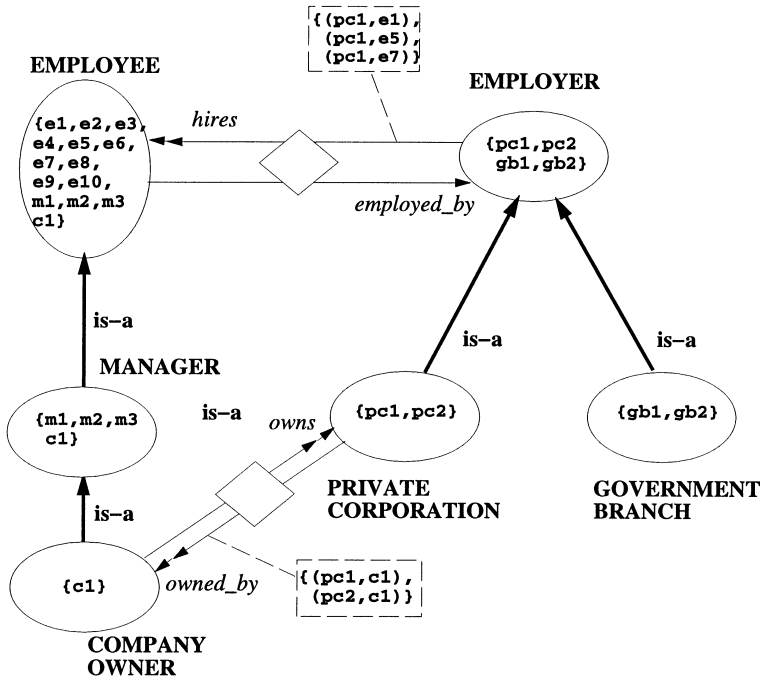 {(pc1,e1),
(pc1,e5),
(pc1,e7)}
EMPLOYEE
EMPLOYER
{e1,e2,e3,
e4,e5,e6,
e7,e8,
e9,e10,
m1,m2,m3
c1}
hires
{pc1,pc2
gb1,gb2}
employed_by
is-a
is-a
is-a
MANAGER
{m1,m2,m3
c1}
is-a
owns
{pc1,pc2}
{gb1,gb2}
PRIVATE
CORPORATION
GOVERNMENT
BRANCH
is-a
{c1}
owned_by
{(pc1,c1),
(pc2,c1)}
COMPANY
OWNER